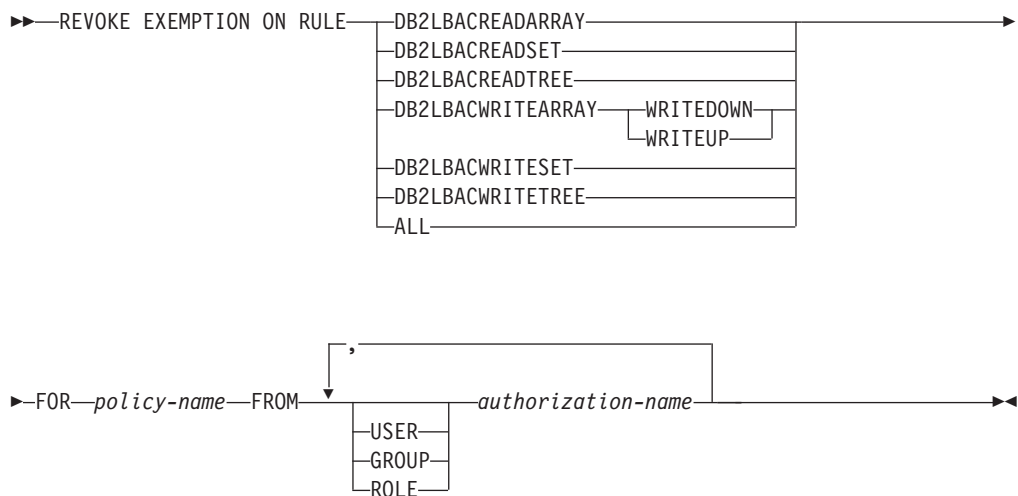 REVOKE EXEMPTION ON RULE DB2LBACREADARRAY
DB2LBACREADSET
DB2LBACREADTREE
DB2LBACWRITEARRAY WRITEDOWN
WRITEUP
DB2LBACWRITESET
DB2LBACWRITETREE
ALL
,
FOR policy-name FROM authorization-name
USER
GROUP
ROLE